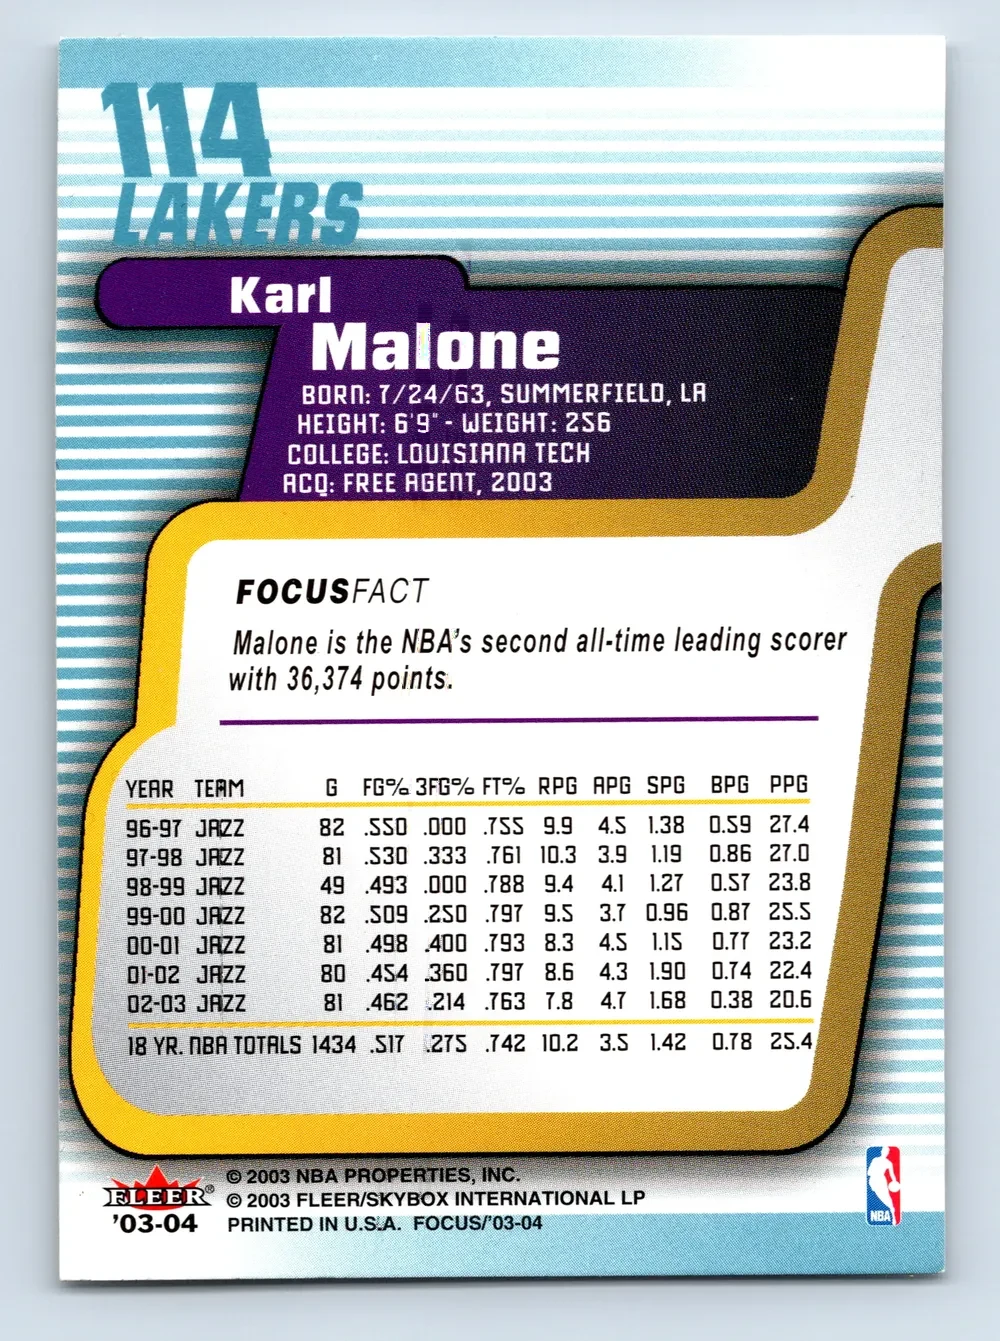 114
LAKERS
Karl
Malone
BORN: 7/24/63, SUMMERFIELD, LA
HEIGHT: 6'9" - WEIGHT: 256
COLLEGE: LOUISIANA TECH
ACQ: FREE AGENT, 2003
FOCUSFACT
Malone is the NBA's second all-time leading scorer
with 36,374 points.
YEAR TEAM G FG% 3FG% FT% RPG APG SPG BPG PPG
96-97 JAZZ 82 .550 .000 .755 9.9 4.5 1.38 0.59 27.4
97-98 JAZZ 81 .530 .333 .761 10.3 3.9 1.19 0.86 27.0
98-99 JAZZ 49 .493 .000 .788 9.4 4.1 1.27 0.57 23.8
99-00 JAZZ 82 .509 .250 .797 9.5 3.7 0.96 0.87 25.5
00-01 JAZZ 81 .498 .400 .793 8.3 4.5 1.15 0.77 23.2
01-02 JAZZ 80 .454 .360 .797 8.6 4.3 1.90 0.74 22.4
02-03 JAZZ 81 .462 .214 .763 7.8 4.7 1.68 0.38 20.6
18 YR. NBA TOTALS 1434 .517 .275 .742 10.2 3.5 1.42 0.78 25.4
FLEER®
'03-04
© 2003 NBA PROPERTIES, INC.
© 2003 FLEER/SKYBOX INTERNATIONAL LP
PRINTED IN U.S.A. FOCUS/'03-04
NBA